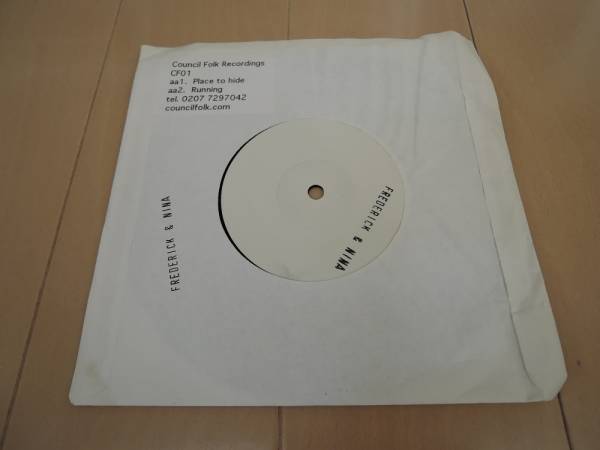 Council Folk Recordings
CF01
aa1. Place to hide
aa2. Running
tel. 0207 7297042
councilfolk.com
FREDERICK & NINA
FREDERICK & NINA